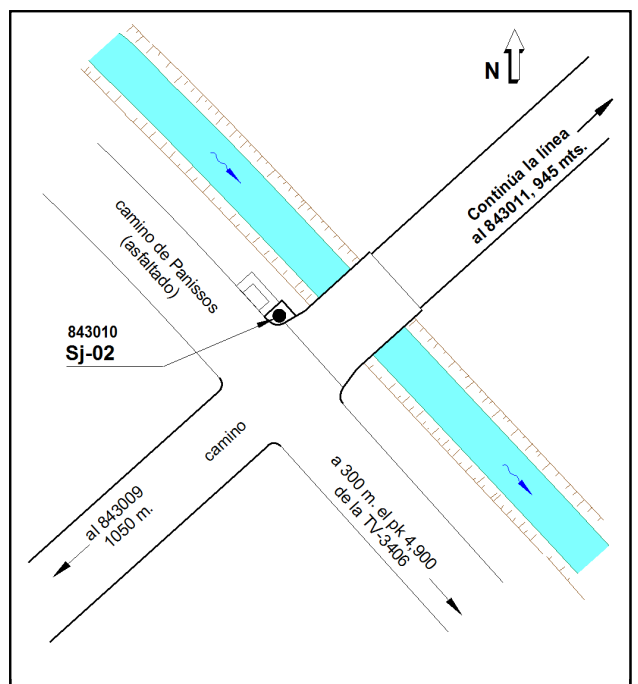 N
Continúa la línea
al 843011, 945 mts.
camino de Panissos
(asfaltado)
843010
Sj-02
camino
al 843009
1050 m.
a 300 m. el pk 4,900
de la TV-3406